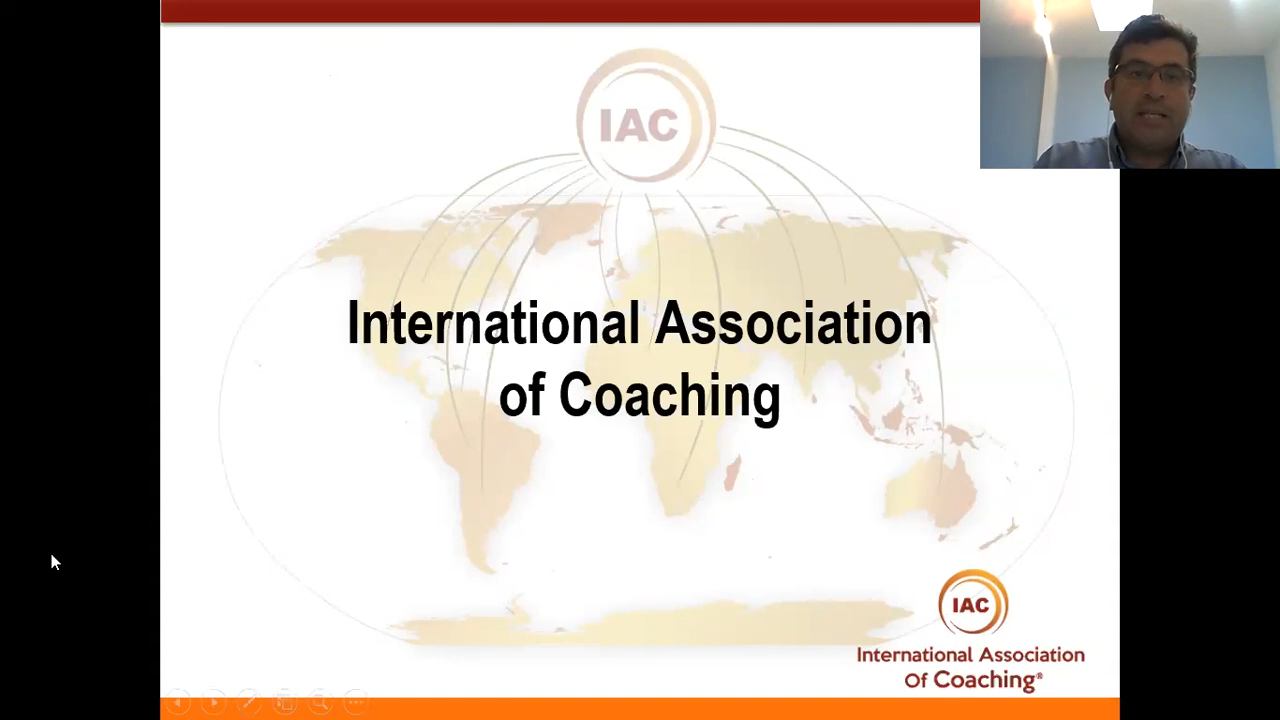 IAC
International Association
of Coaching
IAC
International Association
Of Coaching®